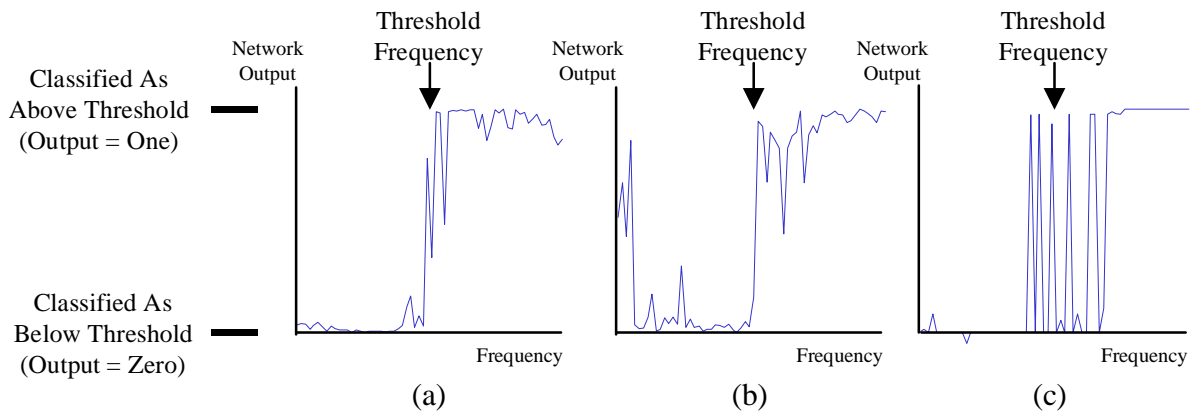 Classified As
Above Threshold
(Output = One)
Classified As
Below Threshold
(Output = Zero)
Network
Output
Threshold
Frequency
Frequency
(a)
Network
Output
Threshold
Frequency
Frequency
(b)
Network
Output
Threshold
Frequency
Frequency
(c)